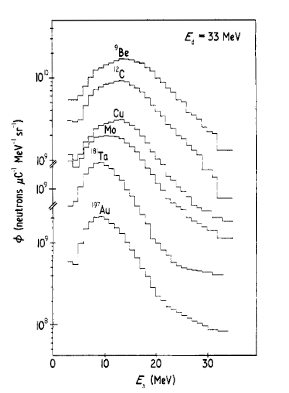 E_d = 33 MeV
⁹Be
¹²C
Cu
Mo
¹⁸Ta
¹⁹⁷Au
10¹⁰
10⁹
10⁹
10⁹
10⁸
ϕ (neutrons μC⁻¹ MeV⁻¹ sr⁻¹)
0 10 20 30
E_n (MeV)